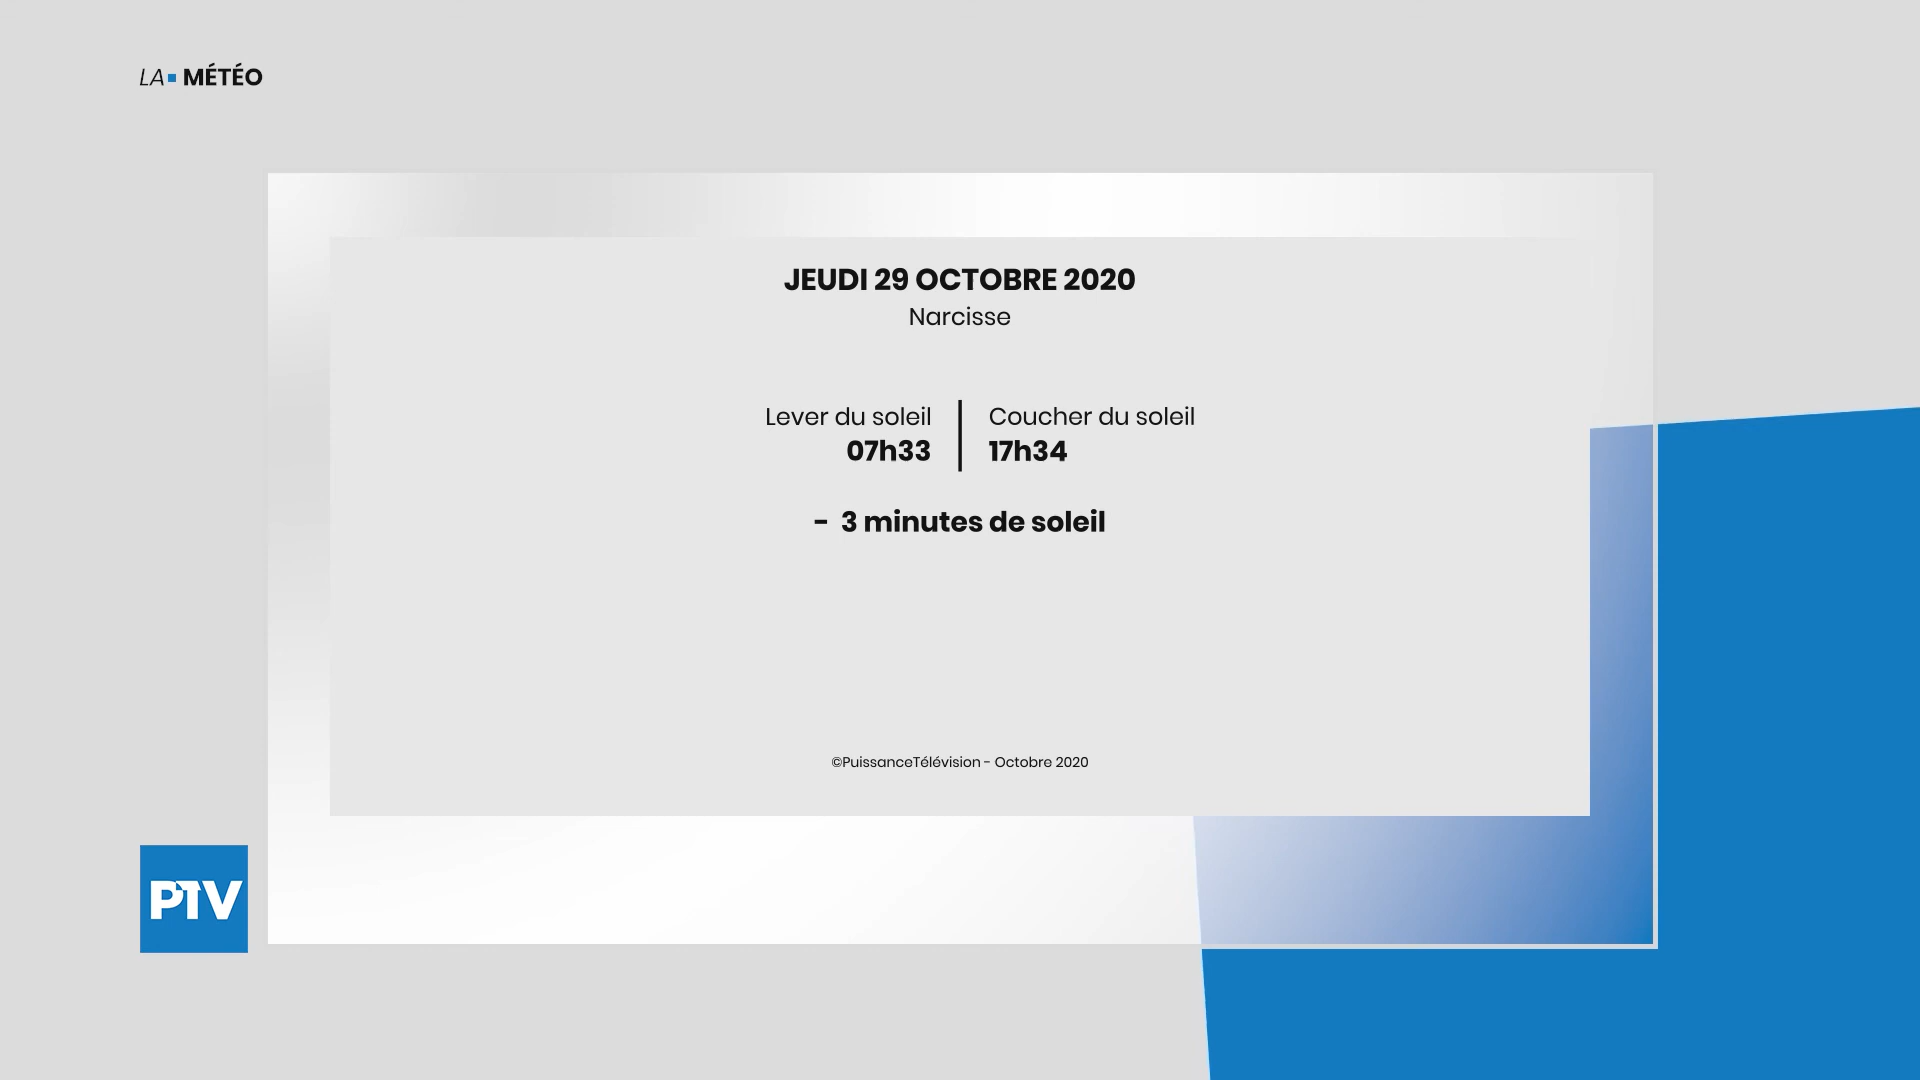 LA▪ MÉTÉO
JEUDI 29 OCTOBRE 2020
Narcisse
Lever du soleil
07h33
Coucher du soleil
17h34
- 3 minutes de soleil
©PuissanceTélévision - Octobre 2020
PTV